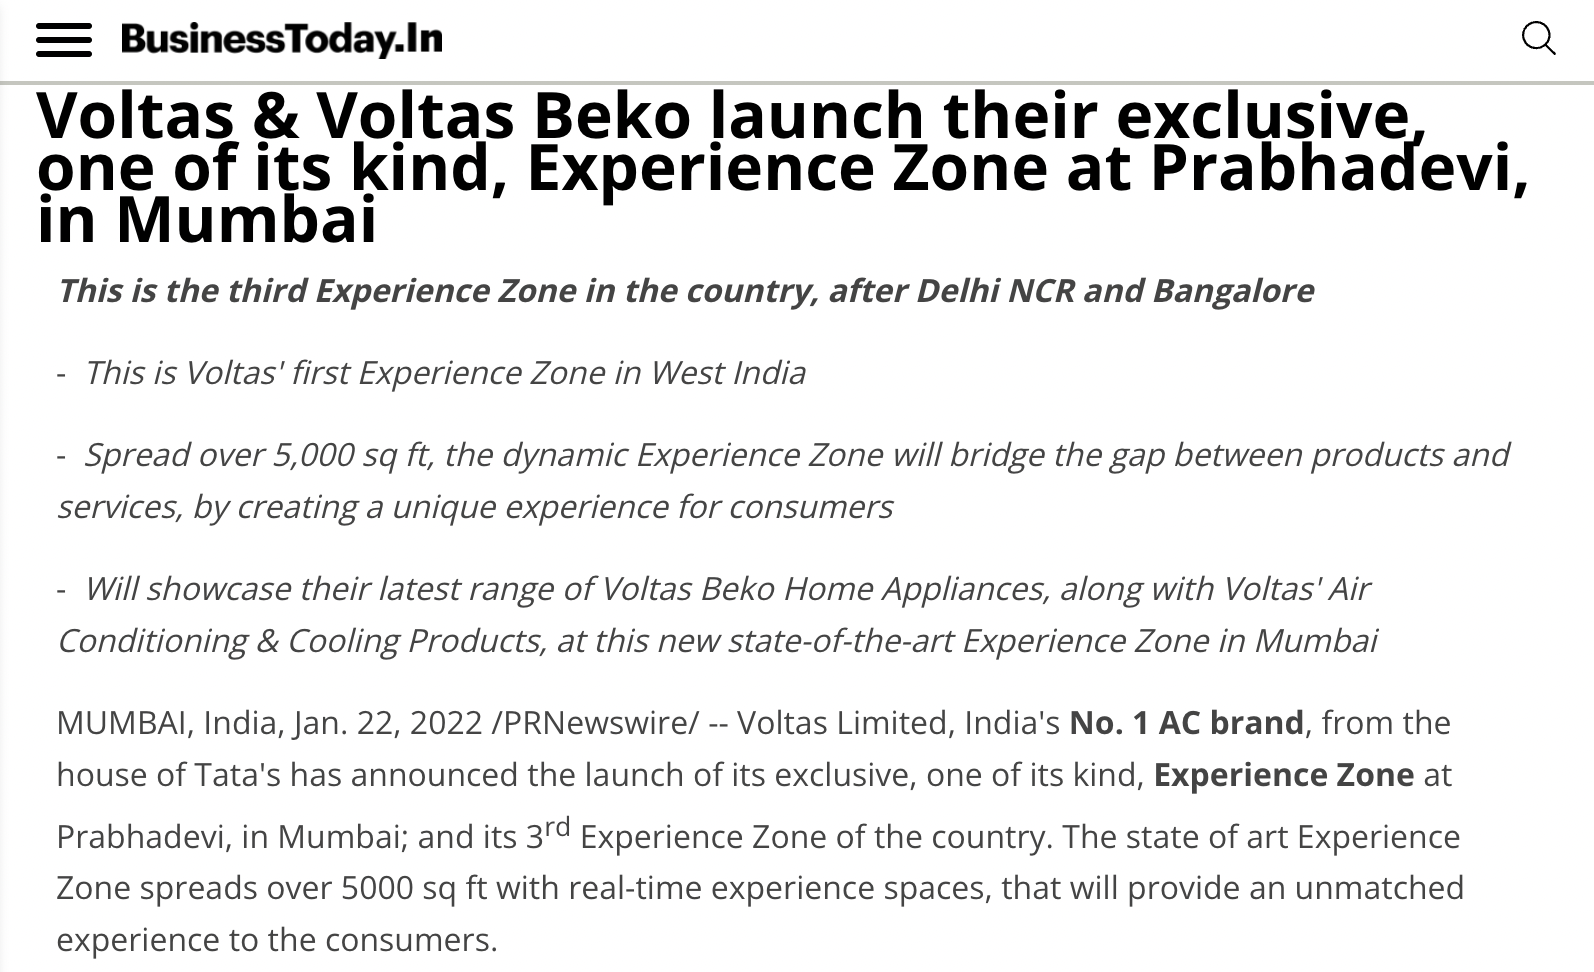 BusinessToday.In
Voltas & Voltas Beko launch their exclusive,
one of its kind, Experience Zone at Prabhadevi,
in Mumbai
This is the third Experience Zone in the country, after Delhi NCR and Bangalore
- This is Voltas' first Experience Zone in West India
- Spread over 5,000 sq ft, the dynamic Experience Zone will bridge the gap between products and
services, by creating a unique experience for consumers
- Will showcase their latest range of Voltas Beko Home Appliances, along with Voltas' Air
Conditioning & Cooling Products, at this new state-of-the-art Experience Zone in Mumbai
MUMBAI, India, Jan. 22, 2022 /PRNewswire/ -- Voltas Limited, India's No. 1 AC brand, from the
house of Tata's has announced the launch of its exclusive, one of its kind, Experience Zone at
Prabhadevi, in Mumbai; and its 3rd Experience Zone of the country. The state of art Experience
Zone spreads over 5000 sq ft with real-time experience spaces, that will provide an unmatched
experience to the consumers.